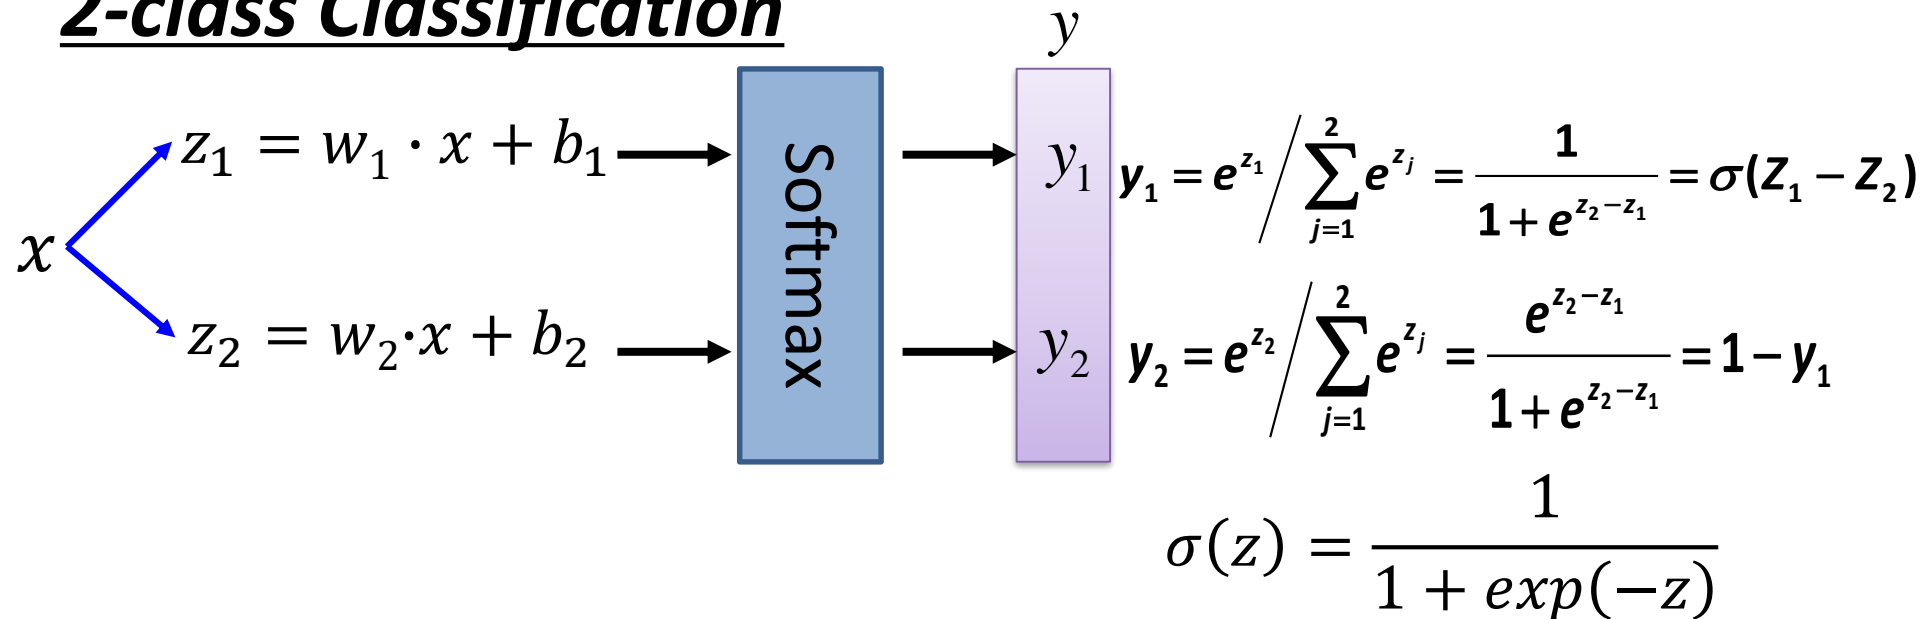 2-class Classification
y
z₁ = w₁ · x + b₁
Softmax
y₁
y₁ = e^{z₁} / ∑_{j=1}^{2} e^{z_j} = 1 / (1 + e^{z₂−z₁}) = σ(Z₁ − Z₂)
x
z₂ = w₂·x + b₂
y₂
y₂ = e^{z₂} / ∑_{j=1}^{2} e^{z_j} = e^{z₂−z₁} / (1 + e^{z₂−z₁}) = 1 − y₁
σ(z) = 1 / (1 + exp(−z))